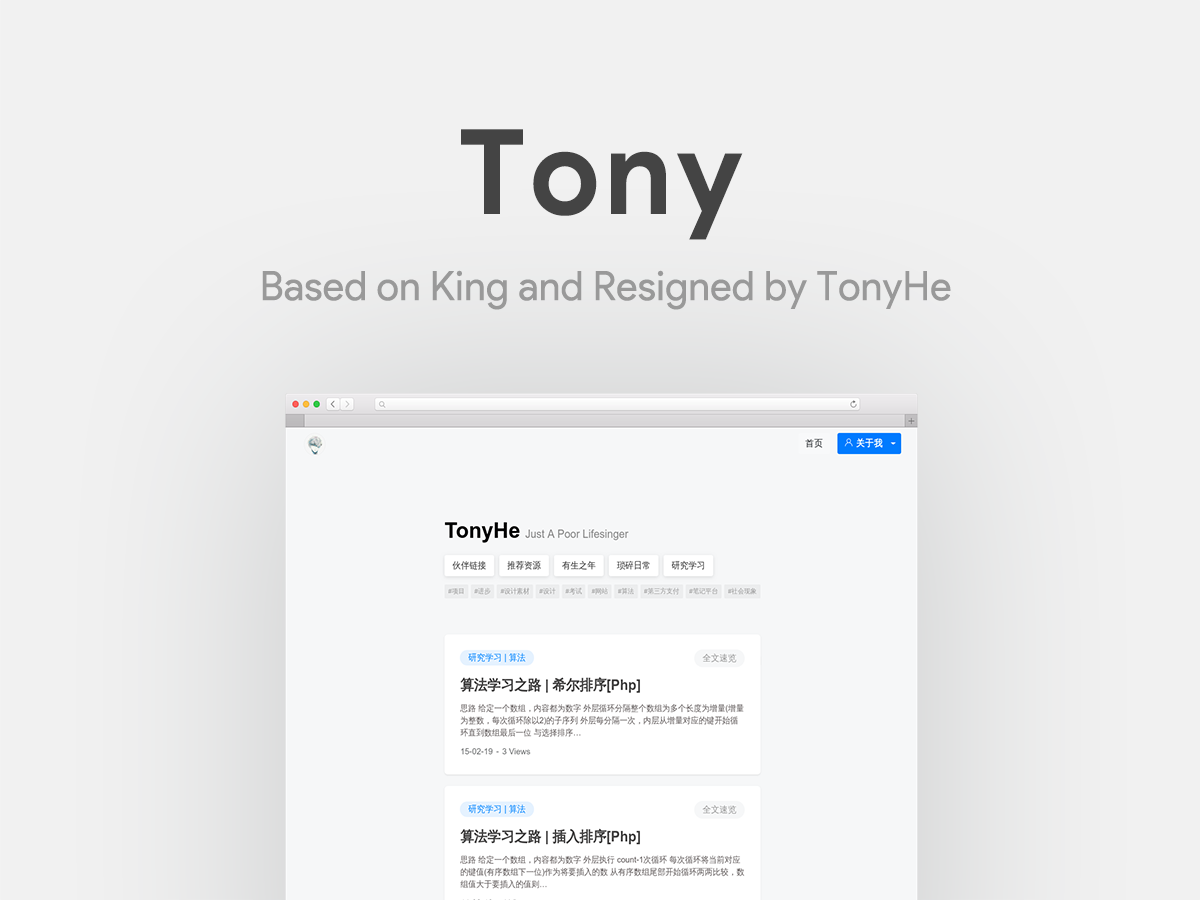 Tony
Based on King and Resigned by TonyHe
首页
关于我
TonyHe Just A Poor Lifesinger
伙伴链接 推荐资源 有生之年 琐碎日常 研究学习
#项目 #进步 #设计素材 #设计 #考试 #网站 #算法 #第三方支付 #笔记平台 #社会现象
研究学习 | 算法
全文速览
算法学习之路 | 希尔排序[Php]
思路 给定一个数组，内容都为数字 外层循环分隔整个数组为多个长度为增量(增量
为整数，每次循环除以2)的子序列 外层每分隔一次，内层从增量对应的键开始循
环直到数组最后一位 与选择排序…
15-02-19 - 3 Views
研究学习 | 算法
全文速览
算法学习之路 | 插入排序[Php]
思路 给定一个数组，内容都为数字 外层执行 count-1次循环 每次循环将当前对应
的键值(有序数组下一位)作为将要插入的数 从有序数组尾部开始循环两两比较，数
组值大于要插入的值则…